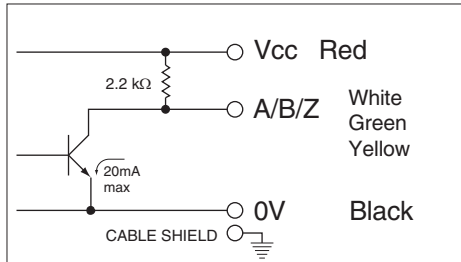 Vcc Red
2.2 kΩ
A/B/Z White
Green
Yellow
20mA
max
0V Black
CABLE SHIELD